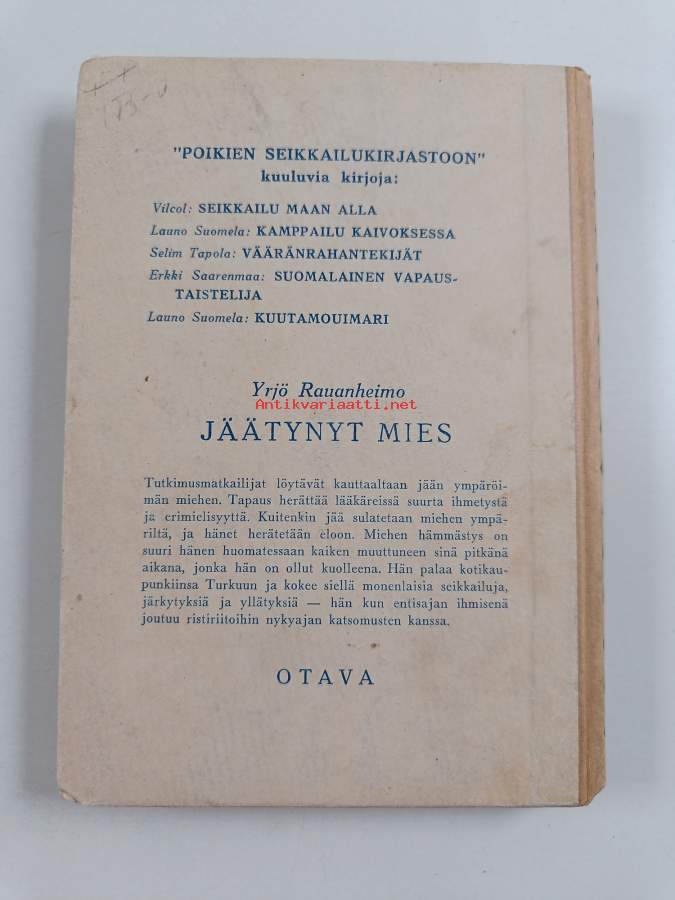 "POIKIEN SEIKKAILUKIRJASTOON"
kuuluvia kirjoja:
Vilcol: SEIKKAILU MAAN ALLA
Launo Suomela: KAMPPAILU KAIVOKSESSA
Selim Tapola: VÄÄRÄNRAHANTEKIJÄT
Erkki Saarenmaa: SUOMALAINEN VAPAUS-
TAISTELIJA
Launo Suomela: KUUTAMOUIMARI
Yrjö Rauanheimo
Antikvariaatti.net
JÄÄTYNYT MIES
Tutkimusmatkailijat löytävät kauttaaltaan jään ympäröi-
män miehen. Tapaus herättää lääkäreissä suurta ihmetystä
ja erimielisyyttä. Kuitenkin jää sulatetaan miehen ympä-
riltä, ja hänet herätetään eloon. Miehen hämmästys on
suuri hänen huomatessaan kaiken muuttuneen sinä pitkänä
aikana, jonka hän on ollut kuolleena. Hän palaa kotikau-
punkiinsa Turkuun ja kokee siellä monenlaisia seikkailuja,
järkytyksiä ja yllätyksiä — hän kun entisajan ihmisenä
joutuu ristiriitoihin nykyajan katsomusten kanssa.
OTAVA